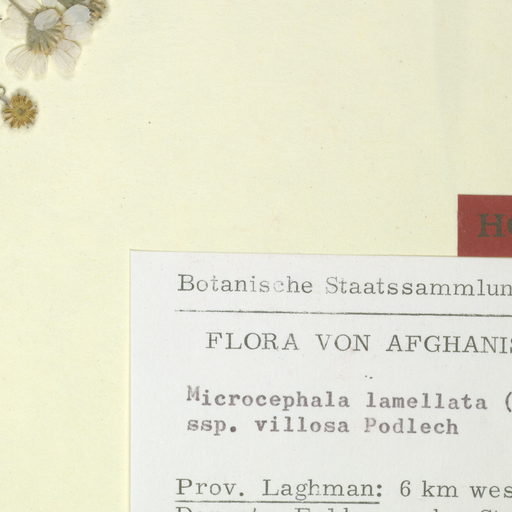 Botanische Staatssammlun
FLORA VON AFGHANIS
Microcephala lamellata (
ssp. villosa Podlech
Prov. Laghman: 6 km wes